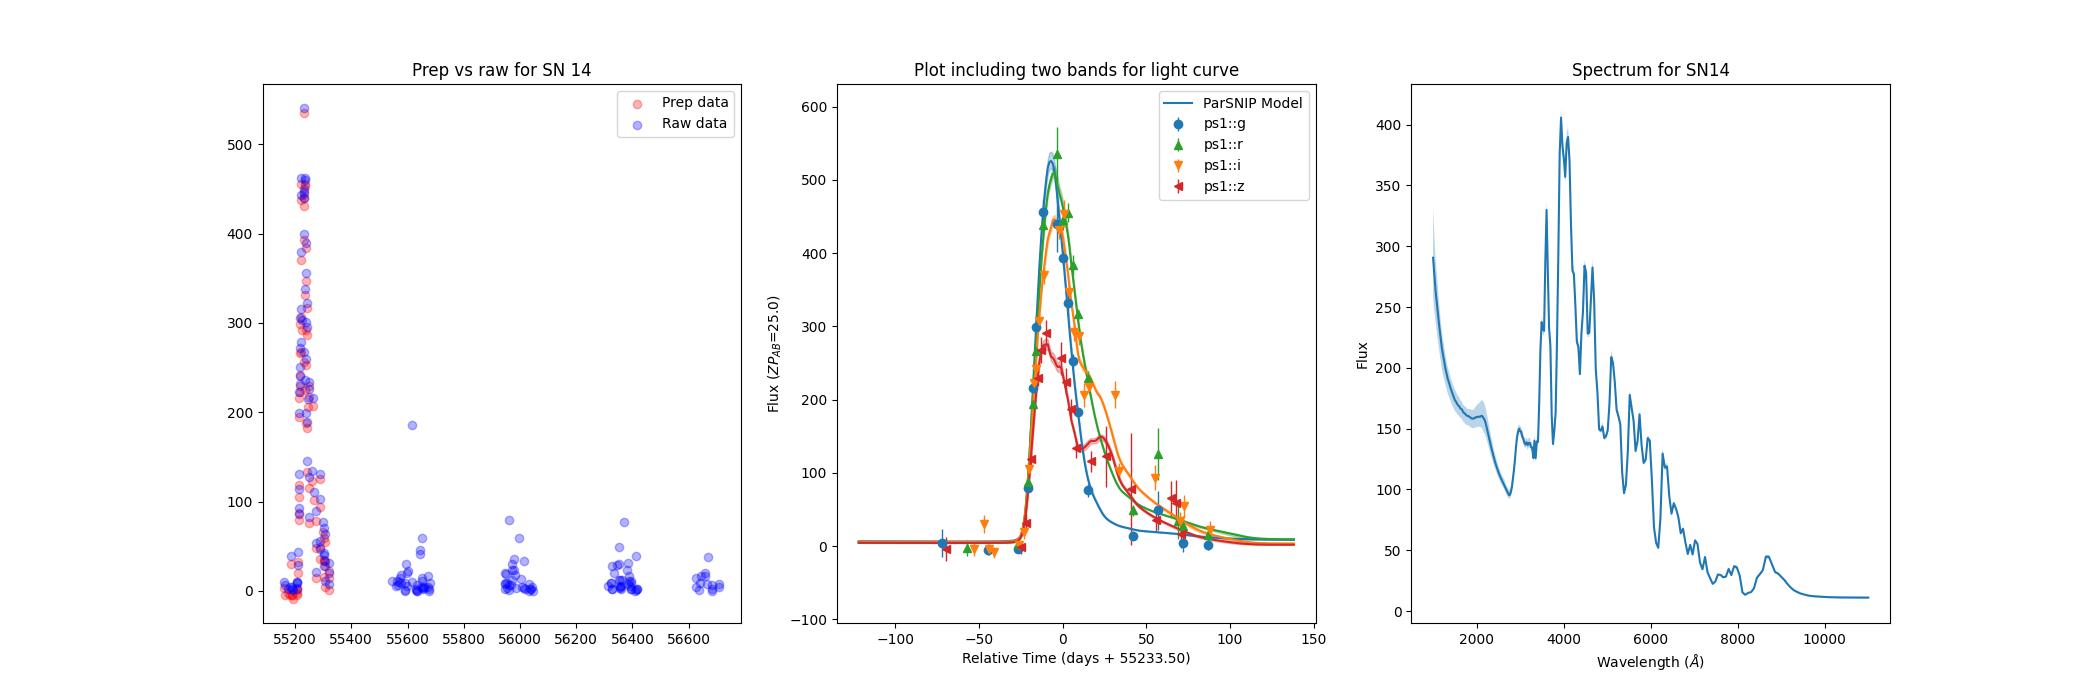 Prep vs raw for SN 14
Prep data
Raw data
500
400
300
200
100
0
55200 55400 55600 55800 56000 56200 56400 56600
Plot including two bands for light curve
ParSNIP Model
ps1::g
ps1::r
ps1::i
ps1::z
Flux (ZP_AB=25.0)
600
500
400
300
200
100
0
−100
−100 −50 0 50 100 150
Relative Time (days + 55233.50)
Spectrum for SN14
Flux
400
350
300
250
200
150
100
50
0
2000 4000 6000 8000 10000
Wavelength (Å)